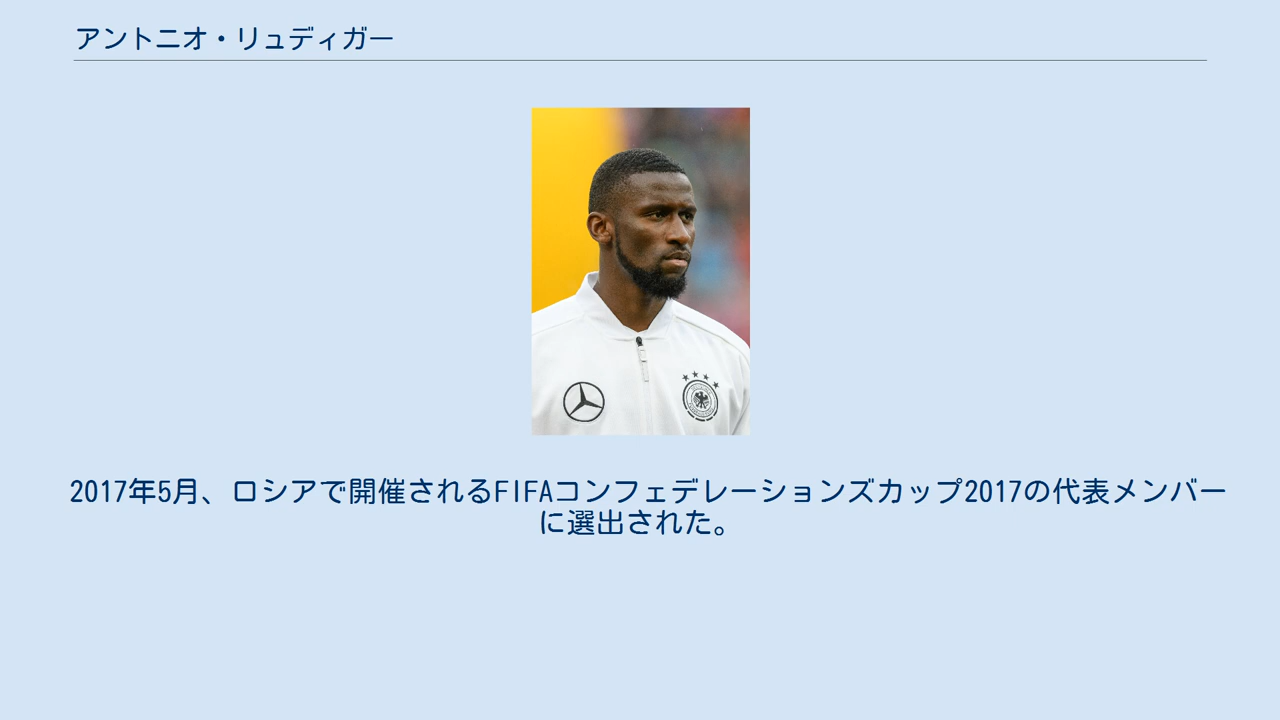 アントニオ・リュディガー
2017年5月、ロシアで開催されるFIFAコンフェデレーションズカップ2017の代表メンバー
に選出された。